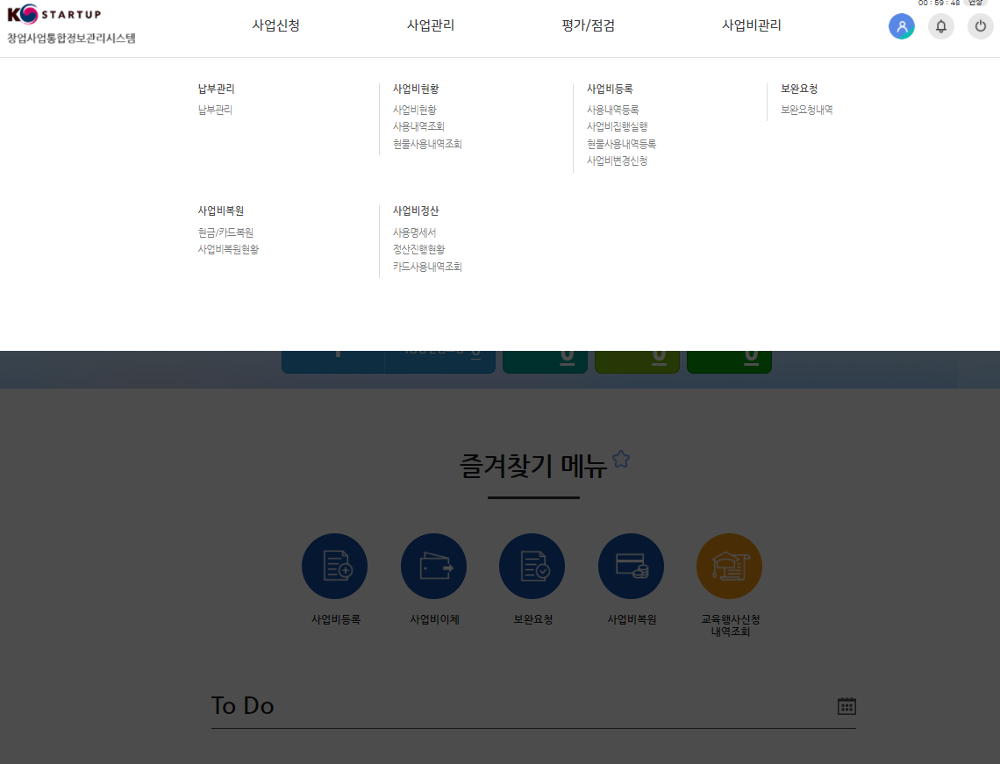 K STARTUP
창업사업통합정보관리시스템
사업신청
사업관리
평가/점검
사업비관리
00 : 59 : 48
연장
납부관리
납부관리
사업비현황
사업비현황
사용내역조회
현물사용내역조회
사업비등록
사용내역등록
사업비집행실행
현물사용내역등록
사업비변경신청
보완요청
보완요청내역
사업비복원
현금/카드복원
사업비복원현황
사업비정산
사용명세서
정산진행현황
카드사용내역조회
0
0
0
즐겨찾기 메뉴
사업비등록
사업비이체
보완요청
사업비복원
교육행사신청
내역조회
To Do